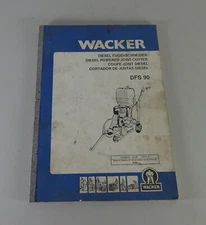 WACKER
DIESEL FUGENSCHNEIDER
DIESEL POWERED JOINT CUTTER
COUPE JOINT DIESEL
CORTADOR DE JUNTAS DIESEL
DFS 90
WACKER